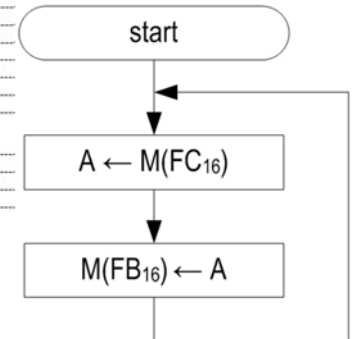 start
A ← M(FC₁₆)
M(FB₁₆) ← A